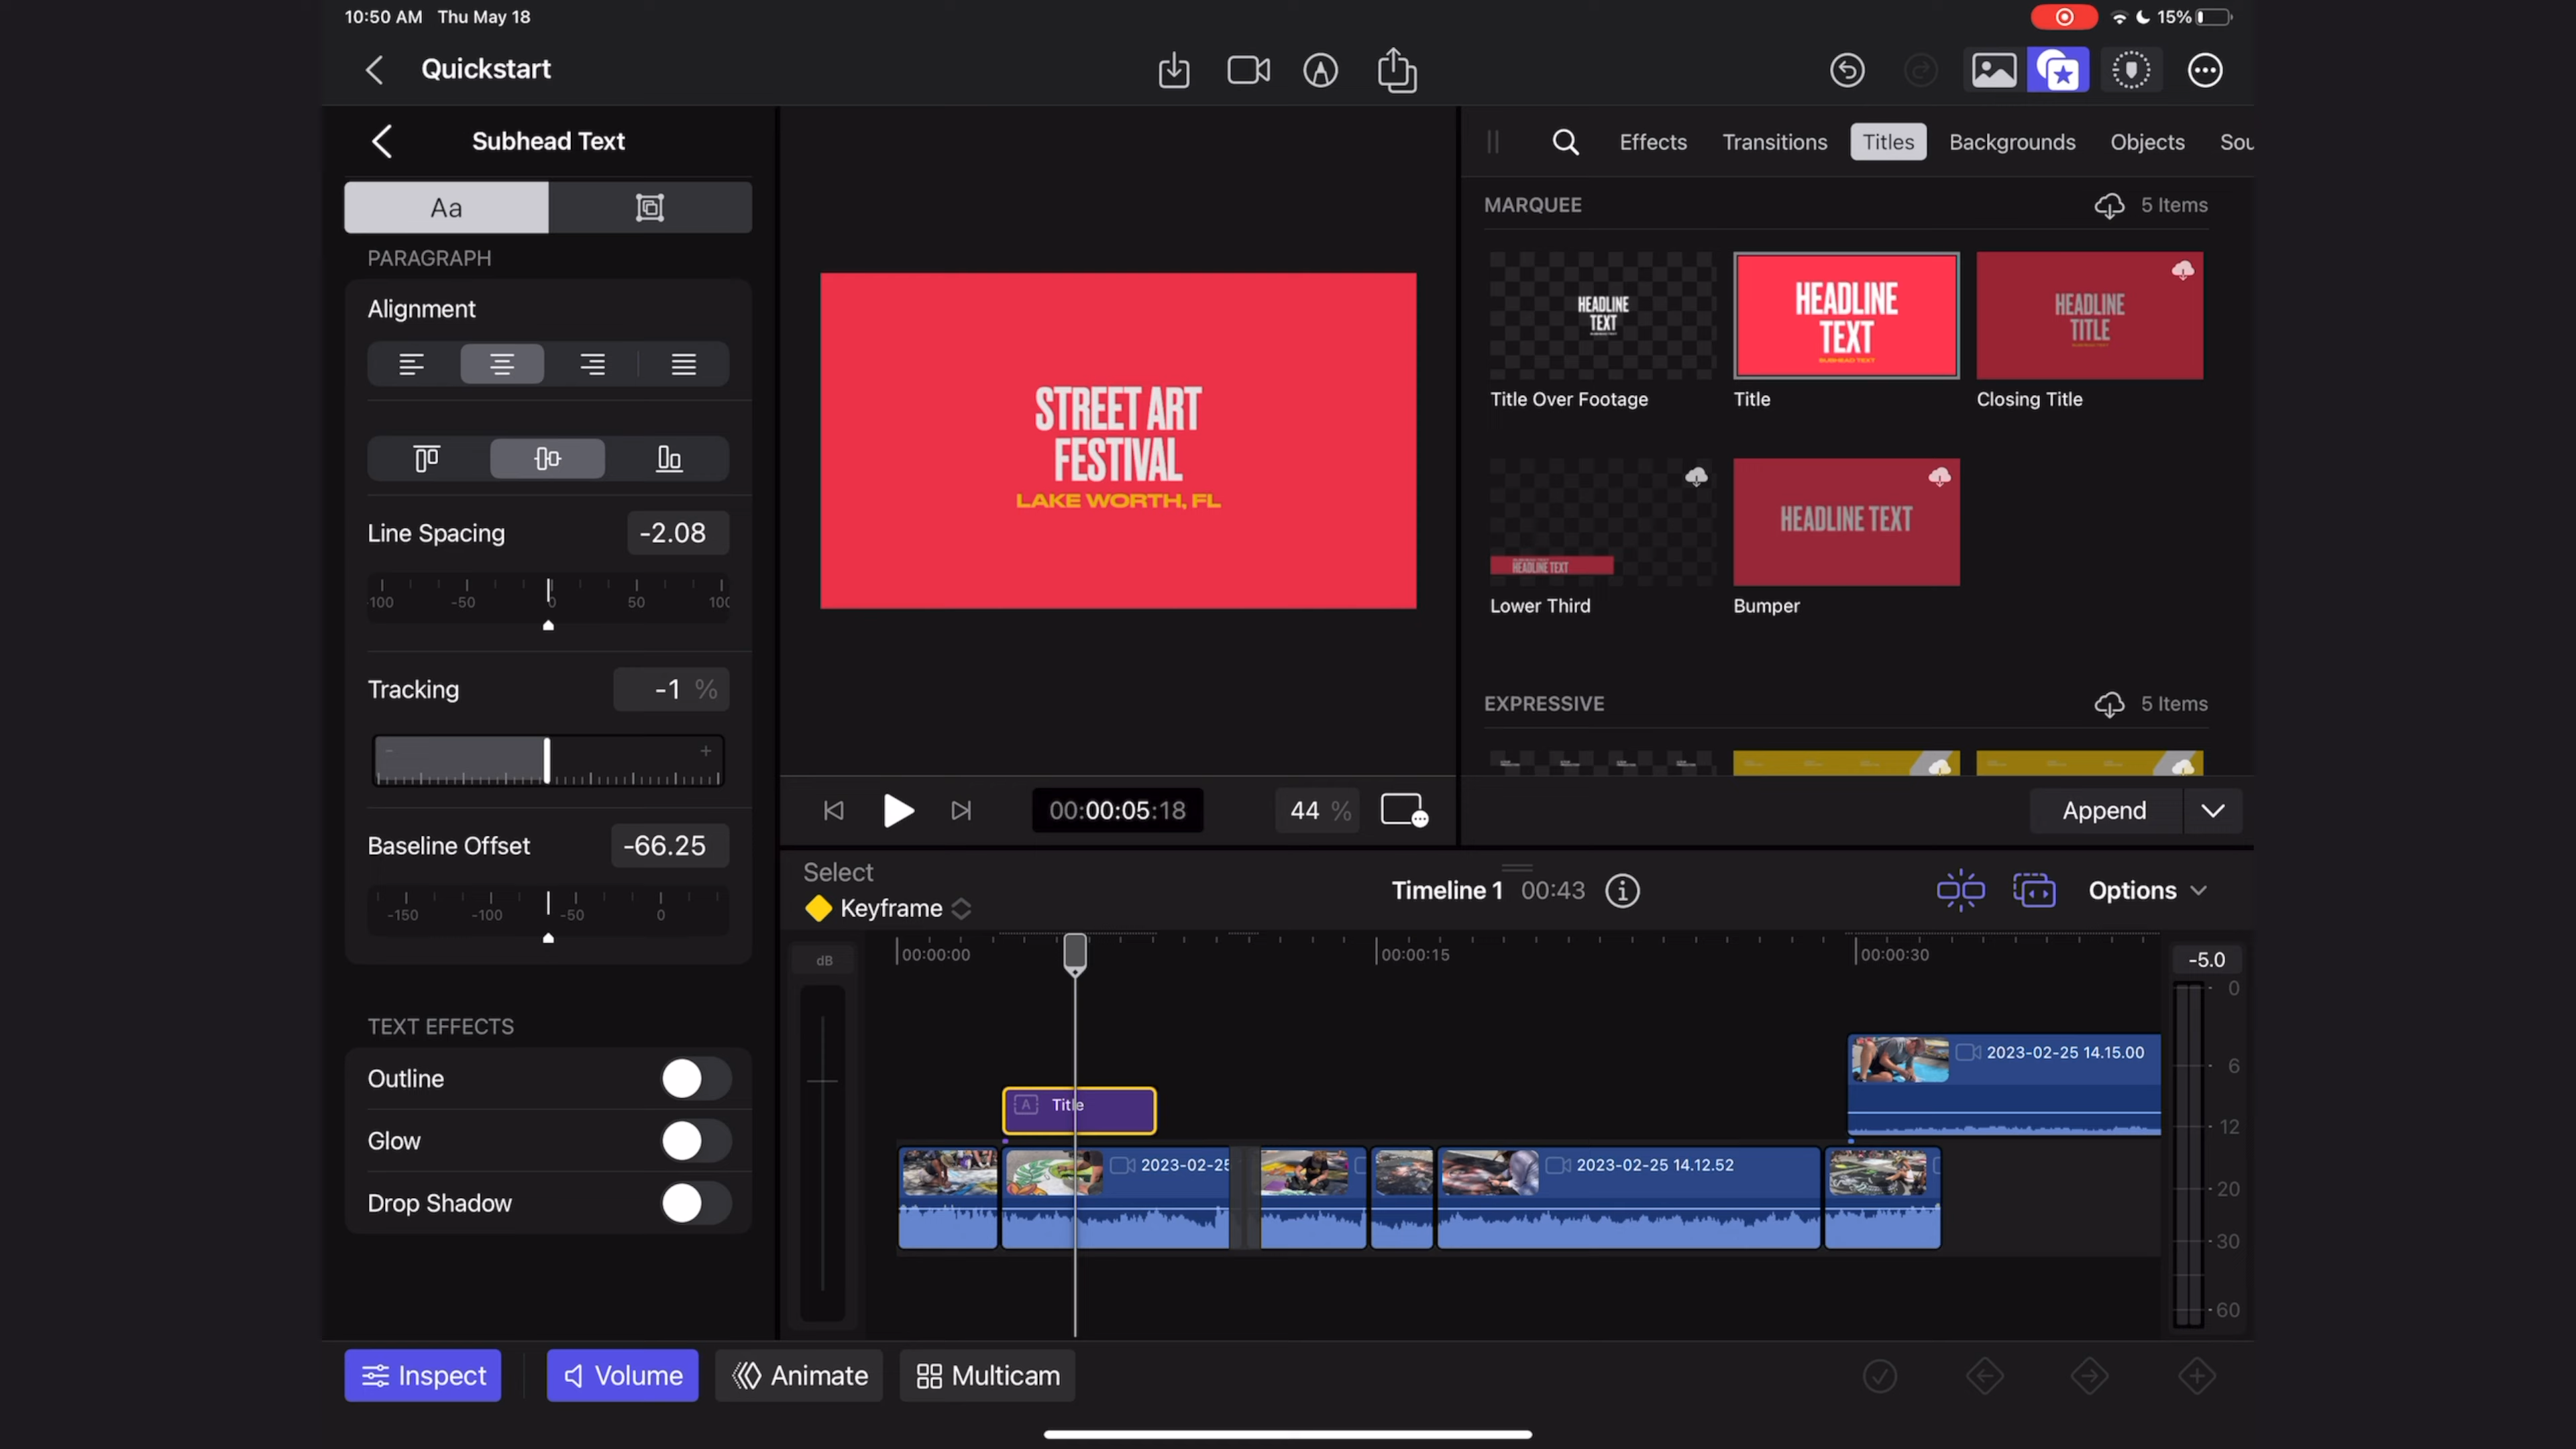 10:50 AM Thu May 18
15%
Quickstart
Subhead Text
Aa
PARAGRAPH
Alignment
Line Spacing -2.08
-100 -50 0 50 100
Tracking -1 %
- +
Baseline Offset -66.25
-150 -100 -50 0
TEXT EFFECTS
Outline
Glow
Drop Shadow
STREET ART
FESTIVAL
LAKE WORTH, FL
00:00:05:18
44 %
Effects Transitions Titles Backgrounds Objects Sou
MARQUEE 5 Items
HEADLINE
TEXT
Title Over Footage
HEADLINE
TEXT
SUBHEAD TEXT
Title
HEADLINE
TITLE
Closing Title
HEADLINE TEXT
Lower Third
HEADLINE TEXT
Bumper
EXPRESSIVE 5 Items
Append
Select
Keyframe
Timeline 1 00:43
Options
dB
00:00:00
00:00:15
00:00:30
-5.0
0
6
12
20
30
60
2023-02-25 14.15.00
A Title
2023-02-25
2023-02-25 14.12.52
Inspect
Volume
Animate
Multicam